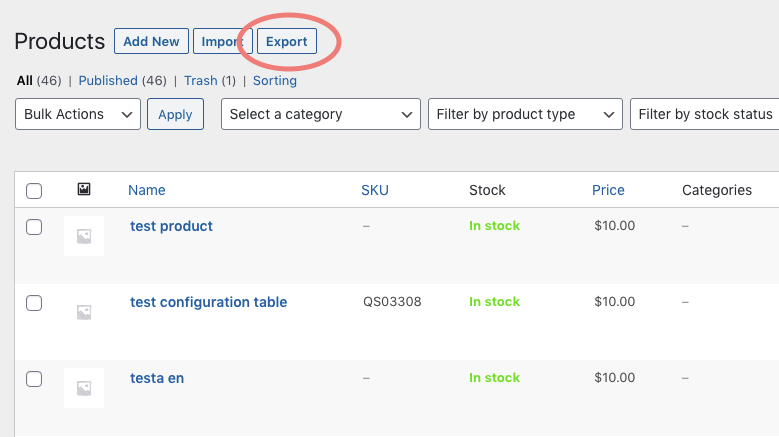 Products Add New Import Export
All (46) | Published (46) | Trash (1) | Sorting
Bulk Actions Apply Select a category Filter by product type Filter by stock status
Name SKU Stock Price Categories
test product – In stock $10.00 –
test configuration table QS03308 In stock $10.00 –
testa en – In stock $10.00 –